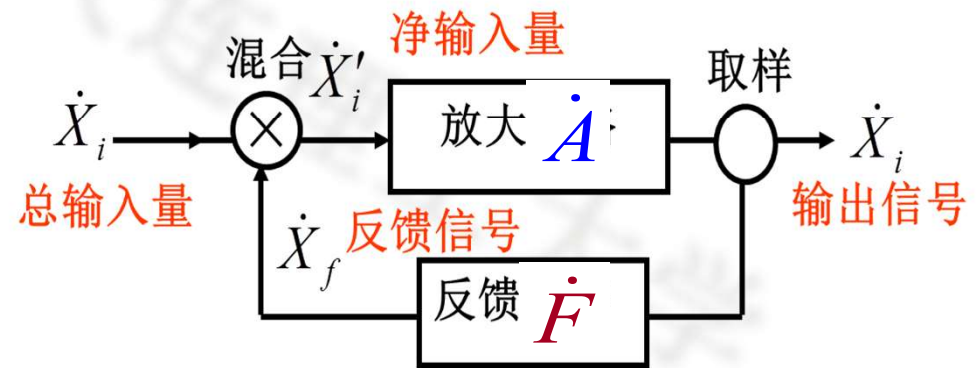 净输入量
混合 Ẋ'ᵢ
取样
Ẋᵢ
放大 Ȧ
Ẋᵢ
总输入量
输出信号
Ẋ_f 反馈信号
反馈 Ḟ